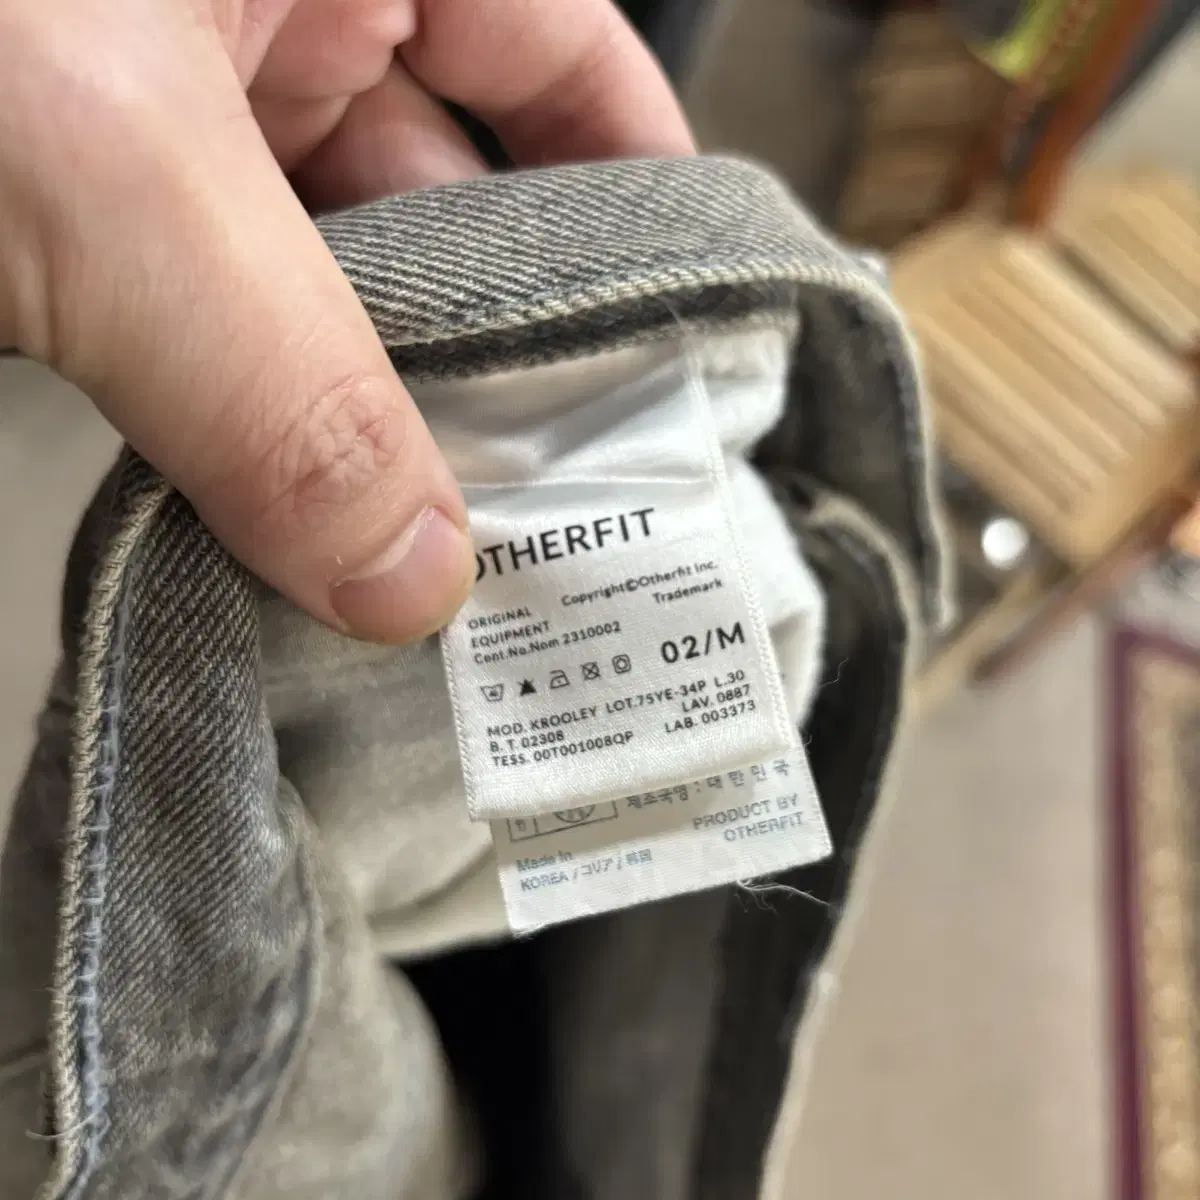 OTHERFIT
Copyright©Otherfit Inc.
Trademark
ORIGINAL
EQUIPMENT
Cent.No.Nom 2310002
02/M
MOD. KROOLEY LOT.75YE-34P L.30
B. T. 02308 LAV. 0887
TESS. 00T001008QP LAB. 003373
제조국명 : 대한민국
PRODUCT BY
OTHERFIT
Made In
KOREA / コリア / 韩国